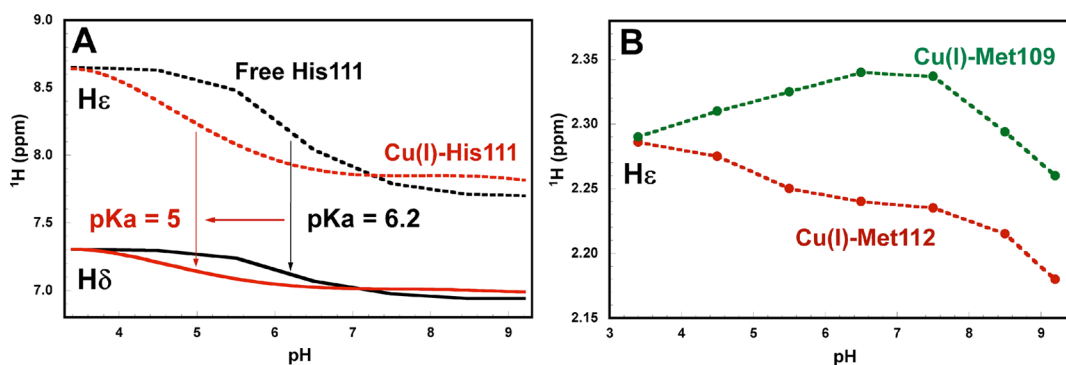 A
9.0
8.5
8.0
7.5
7.0
¹H (ppm)
Free His111
Hε
Cu(I)-His111
pKa = 5
pKa = 6.2
Hδ
4
5
6
7
8
9
pH
B
2.35
2.30
2.25
2.20
2.15
¹H (ppm)
Cu(I)-Met109
Hε
Cu(I)-Met112
3
4
5
6
7
8
9
pH